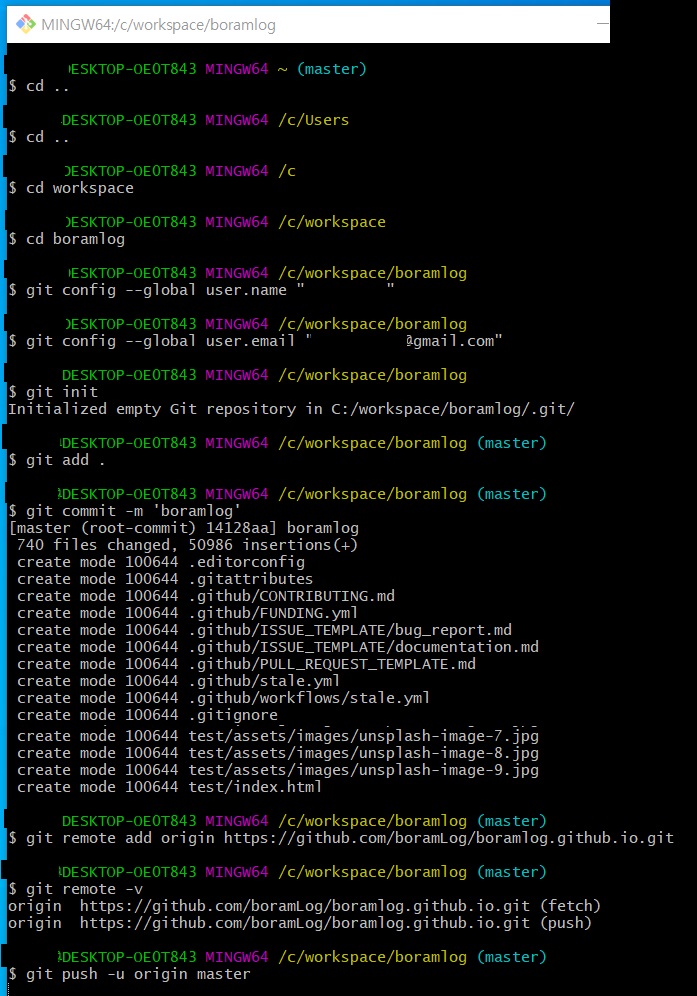 MINGW64:/c/workspace/boramlog
DESKTOP-OE0T843 MINGW64 ~ (master)
$ cd ..
DESKTOP-OE0T843 MINGW64 /c/Users
$ cd ..
DESKTOP-OE0T843 MINGW64 /c
$ cd workspace
DESKTOP-OE0T843 MINGW64 /c/workspace
$ cd boramlog
DESKTOP-OE0T843 MINGW64 /c/workspace/boramlog
$ git config --global user.name " "
DESKTOP-OE0T843 MINGW64 /c/workspace/boramlog
$ git config --global user.email " @gmail.com"
DESKTOP-OE0T843 MINGW64 /c/workspace/boramlog
$ git init
Initialized empty Git repository in C:/workspace/boramlog/.git/
DESKTOP-OE0T843 MINGW64 /c/workspace/boramlog (master)
$ git add .
DESKTOP-OE0T843 MINGW64 /c/workspace/boramlog (master)
$ git commit -m 'boramlog'
[master (root-commit) 14128aa] boramlog
740 files changed, 50986 insertions(+)
create mode 100644 .editorconfig
create mode 100644 .gitattributes
create mode 100644 .github/CONTRIBUTING.md
create mode 100644 .github/FUNDING.yml
create mode 100644 .github/ISSUE_TEMPLATE/bug_report.md
create mode 100644 .github/ISSUE_TEMPLATE/documentation.md
create mode 100644 .github/PULL_REQUEST_TEMPLATE.md
create mode 100644 .github/stale.yml
create mode 100644 .github/workflows/stale.yml
create mode 100644 .gitignore
create mode 100644 test/assets/images/unsplash-image-7.jpg
create mode 100644 test/assets/images/unsplash-image-8.jpg
create mode 100644 test/assets/images/unsplash-image-9.jpg
create mode 100644 test/index.html
DESKTOP-OE0T843 MINGW64 /c/workspace/boramlog (master)
$ git remote add origin https://github.com/boramLog/boramlog.github.io.git
DESKTOP-OE0T843 MINGW64 /c/workspace/boramlog (master)
$ git remote -v
origin https://github.com/boramLog/boramlog.github.io.git (fetch)
origin https://github.com/boramLog/boramlog.github.io.git (push)
DESKTOP-OE0T843 MINGW64 /c/workspace/boramlog (master)
$ git push -u origin master